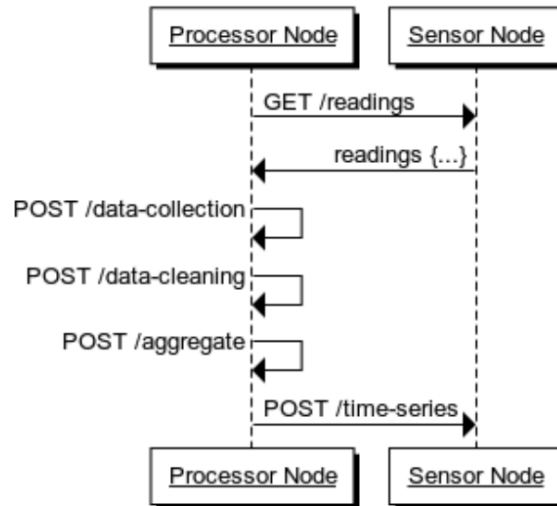 Processor Node
Sensor Node
GET /readings
readings {...}
POST /data-collection
POST /data-cleaning
POST /aggregate
POST /time-series
Processor Node
Sensor Node